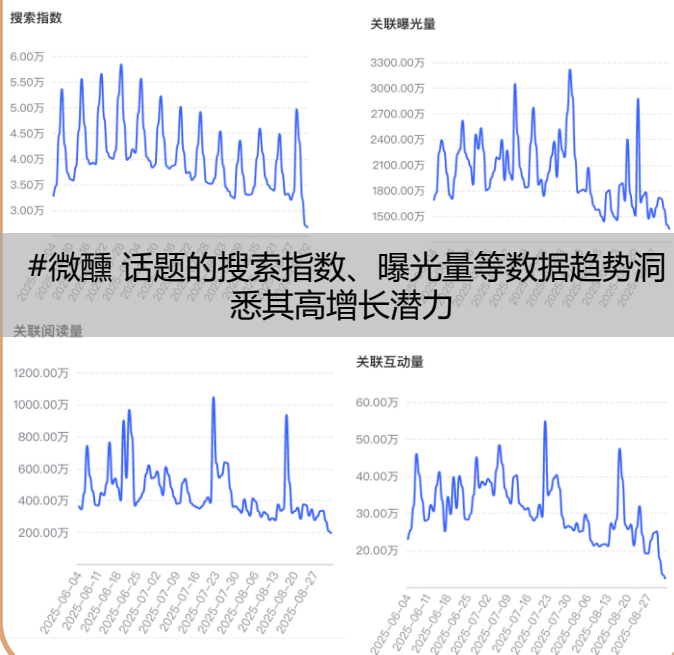 搜索指数
6.00万
5.50万
5.00万
4.50万
4.00万
3.50万
3.00万
关联曝光量
3300.00万
3000.00万
2700.00万
2400.00万
2100.00万
1800.00万
1500.00万
#微醺 话题的搜索指数、曝光量等数据趋势洞
悉其高增长潜力
关联阅读量
1200.00万
1000.00万
800.00万
600.00万
400.00万
200.00万
2025-06-04
2025-06-11
2025-06-18
2025-06-25
2025-07-02
2025-07-09
2025-07-16
2025-07-23
2025-07-30
2025-08-06
2025-08-13
2025-08-20
2025-08-27
关联互动量
60.00万
50.00万
40.00万
30.00万
20.00万
2025-06-04
2025-06-11
2025-06-18
2025-06-25
2025-07-02
2025-07-09
2025-07-16
2025-07-23
2025-07-30
2025-08-06
2025-08-13
2025-08-20
2025-08-27